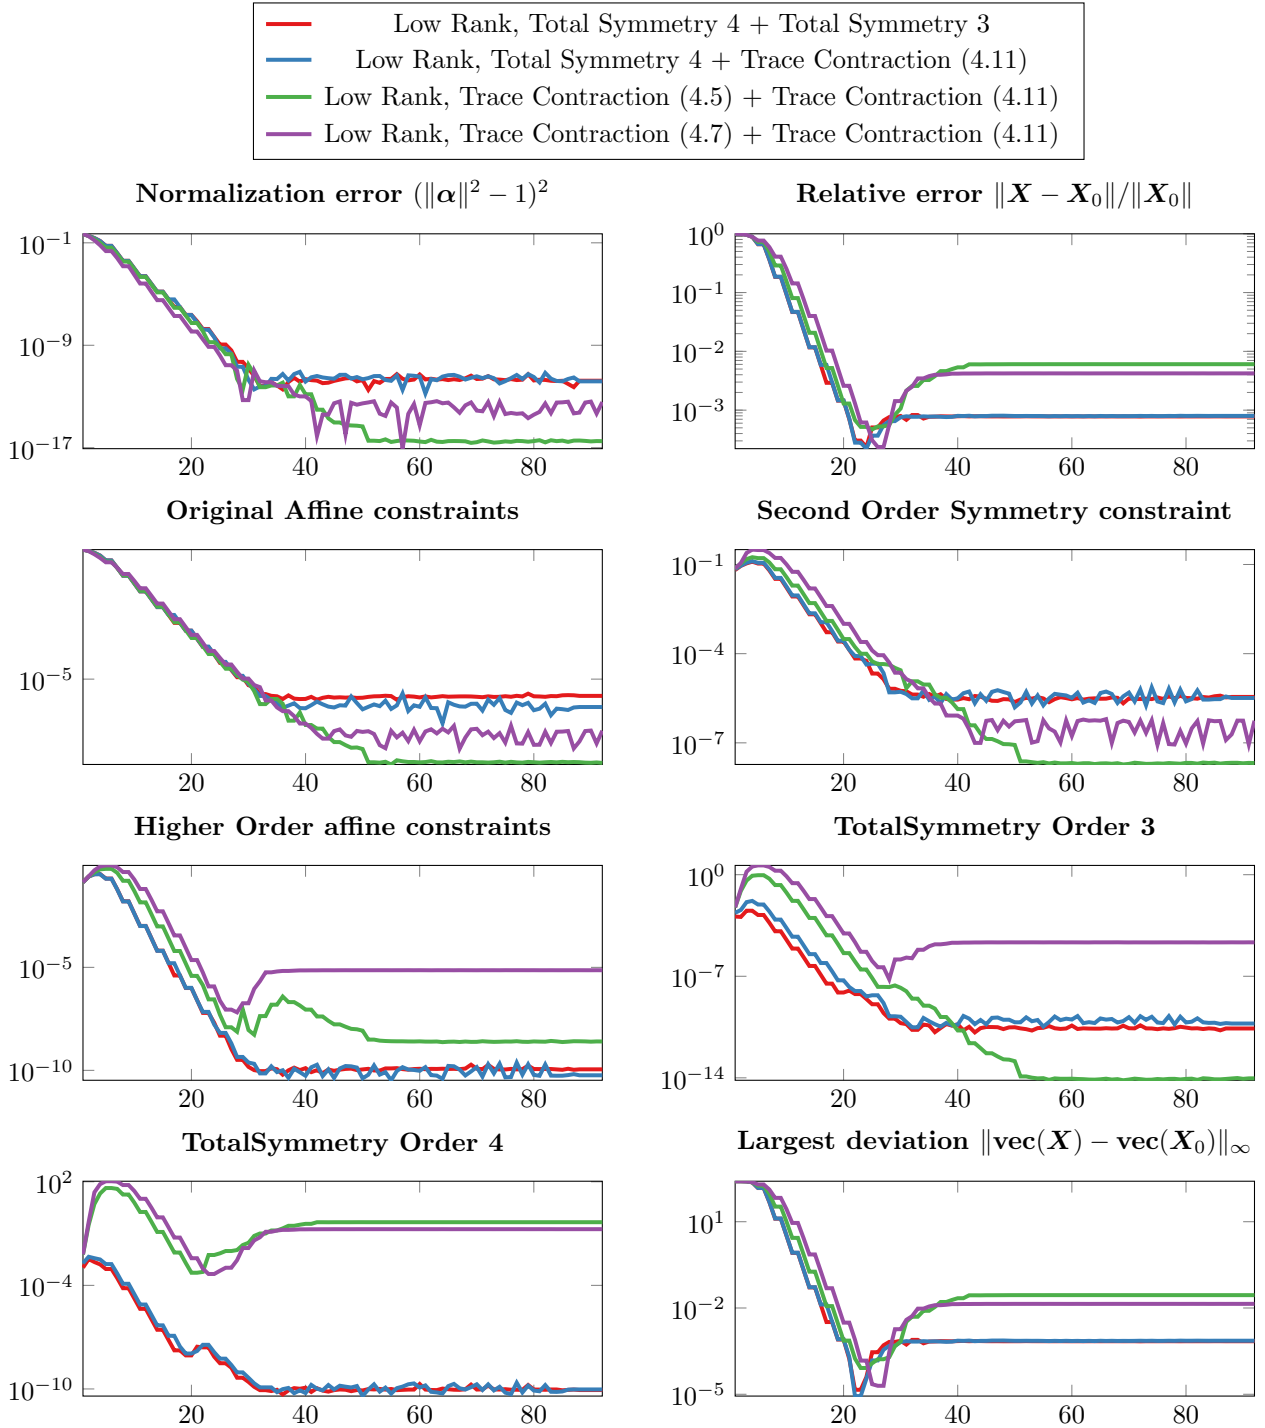 Low Rank, Total Symmetry 4 + Total Symmetry 3
Low Rank, Total Symmetry 4 + Trace Contraction (4.11)
Low Rank, Trace Contraction (4.5) + Trace Contraction (4.11)
Low Rank, Trace Contraction (4.7) + Trace Contraction (4.11)
Normalization error (‖α‖² − 1)²
10⁻¹
10⁻⁹
10⁻¹⁷
20 40 60 80
Relative error ‖X − X₀‖/‖X₀‖
10⁰
10⁻¹
10⁻²
10⁻³
20 40 60 80
Original Affine constraints
10⁻⁵
20 40 60 80
Second Order Symmetry constraint
10⁻¹
10⁻⁴
10⁻⁷
20 40 60 80
Higher Order affine constraints
10⁻⁵
10⁻¹⁰
20 40 60 80
TotalSymmetry Order 3
10⁰
10⁻⁷
10⁻¹⁴
20 40 60 80
TotalSymmetry Order 4
10²
10⁻⁴
10⁻¹⁰
20 40 60 80
Largest deviation ‖vec(X) − vec(X₀)‖∞
10¹
10⁻²
10⁻⁵
20 40 60 80